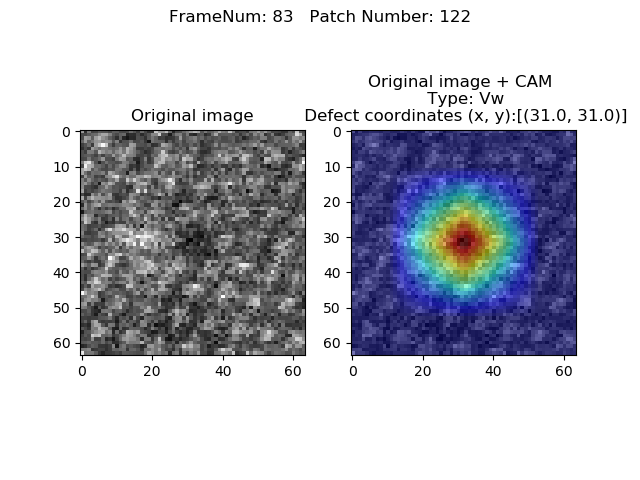 FrameNum: 83   Patch Number: 122
Original image
Original image + CAM
Type: Vw
Defect coordinates (x, y):[(31.0, 31.0)]
0
10
20
30
40
50
60
0 20 40 60
0
10
20
30
40
50
60
0 20 40 60